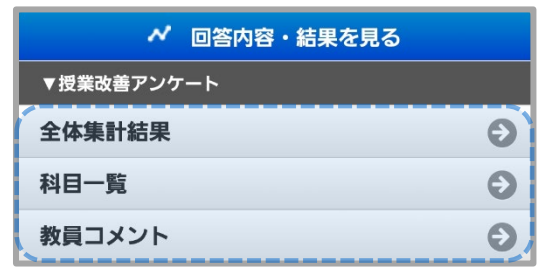 回答内容・結果を見る
▼授業改善アンケート
全体集計結果
科目一覧
教員コメント